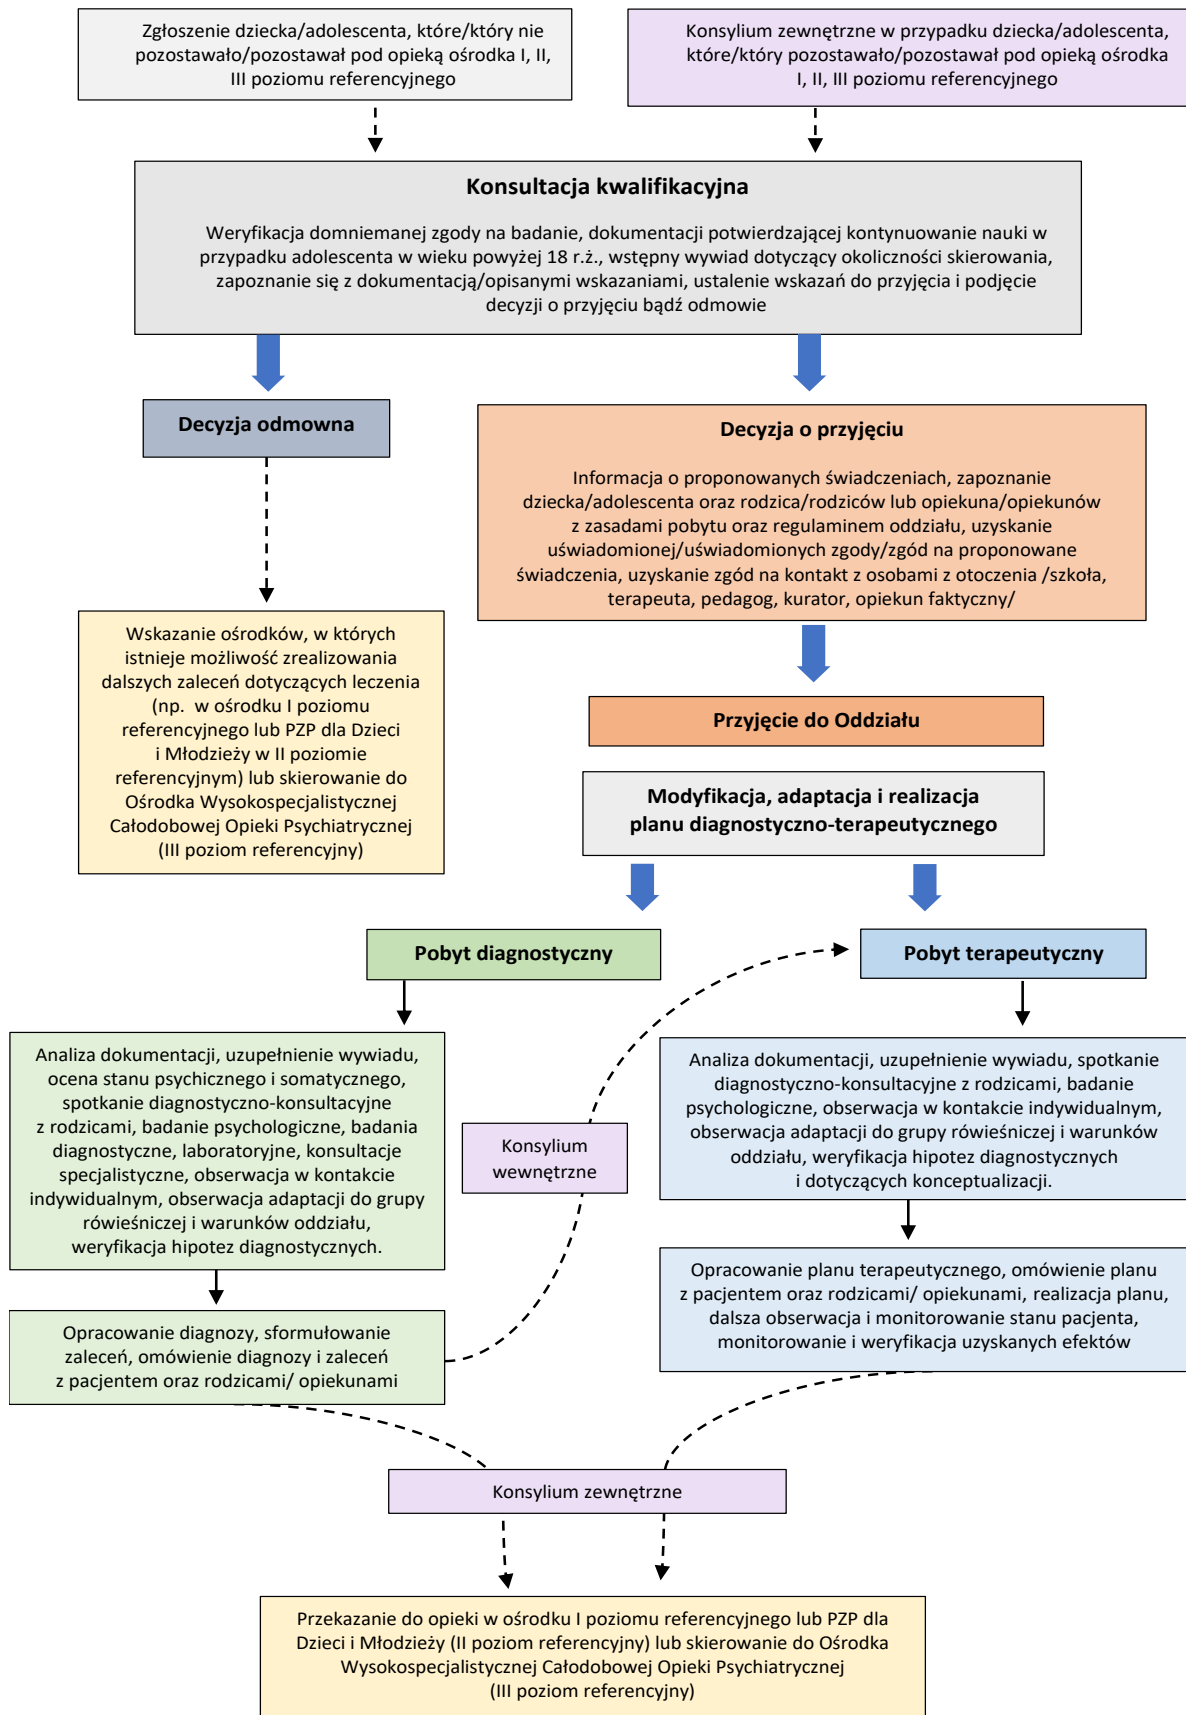 Zgłoszenie dziecka/adolescenta, które/który nie
pozostawało/pozostawał pod opieką ośrodka I, II,
III poziomu referencyjnego
Konsylium zewnętrzne w przypadku dziecka/adolescenta,
które/który pozostawało/pozostawał pod opieką ośrodka
I, II, III poziomu referencyjnego
Konsultacja kwalifikacyjna
Weryfikacja domniemanej zgody na badanie, dokumentacji potwierdzającej kontynuowanie nauki w
przypadku adolescenta w wieku powyżej 18 r.ż., wstępny wywiad dotyczący okoliczności skierowania,
zapoznanie się z dokumentacją/opisanymi wskazaniami, ustalenie wskazań do przyjęcia i podjęcie
decyzji o przyjęciu bądź odmowie
Decyzja odmowna
Decyzja o przyjęciu
Informacja o proponowanych świadczeniach, zapoznanie
dziecka/adolescenta oraz rodzica/rodziców lub opiekuna/opiekunów
z zasadami pobytu oraz regulaminem oddziału, uzyskanie
uświadomionej/uświadomionych zgody/zgód na proponowane
świadczenia, uzyskanie zgód na kontakt z osobami z otoczenia /szkoła,
terapeuta, pedagog, kurator, opiekun faktyczny/
Wskazanie ośrodków, w których
istnieje możliwość zrealizowania
dalszych zaleceń dotyczących leczenia
(np. w ośrodku I poziomu
referencyjnego lub PZP dla Dzieci
i Młodzieży w II poziomie
referencyjnym) lub skierowanie do
Ośrodka Wysokospecjalistycznej
Całodobowej Opieki Psychiatrycznej
(III poziom referencyjny)
Przyjęcie do Oddziału
Modyfikacja, adaptacja i realizacja
planu diagnostyczno-terapeutycznego
Pobyt diagnostyczny
Pobyt terapeutyczny
Analiza dokumentacji, uzupełnienie wywiadu,
ocena stanu psychicznego i somatycznego,
spotkanie diagnostyczno-konsultacyjne
z rodzicami, badanie psychologiczne, badania
diagnostyczne, laboratoryjne, konsultacje
specjalistyczne, obserwacja w kontakcie
indywidualnym, obserwacja adaptacji do grupy
rówieśniczej i warunków oddziału,
weryfikacja hipotez diagnostycznych.
Konsylium
wewnętrzne
Analiza dokumentacji, uzupełnienie wywiadu, spotkanie
diagnostyczno-konsultacyjne z rodzicami, badanie
psychologiczne, obserwacja w kontakcie indywidualnym,
obserwacja adaptacji do grupy rówieśniczej i warunków
oddziału, weryfikacja hipotez diagnostycznych
i dotyczących konceptualizacji.
Opracowanie diagnozy, sformułowanie
zaleceń, omówienie diagnozy i zaleceń
z pacjentem oraz rodzicami/ opiekunami
Opracowanie planu terapeutycznego, omówienie planu
z pacjentem oraz rodzicami/ opiekunami, realizacja planu,
dalsza obserwacja i monitorowanie stanu pacjenta,
monitorowanie i weryfikacja uzyskanych efektów
Konsylium zewnętrzne
Przekazanie do opieki w ośrodku I poziomu referencyjnego lub PZP dla
Dzieci i Młodzieży (II poziom referencyjny) lub skierowanie do Ośrodka
Wysokospecjalistycznej Całodobowej Opieki Psychiatrycznej
(III poziom referencyjny)